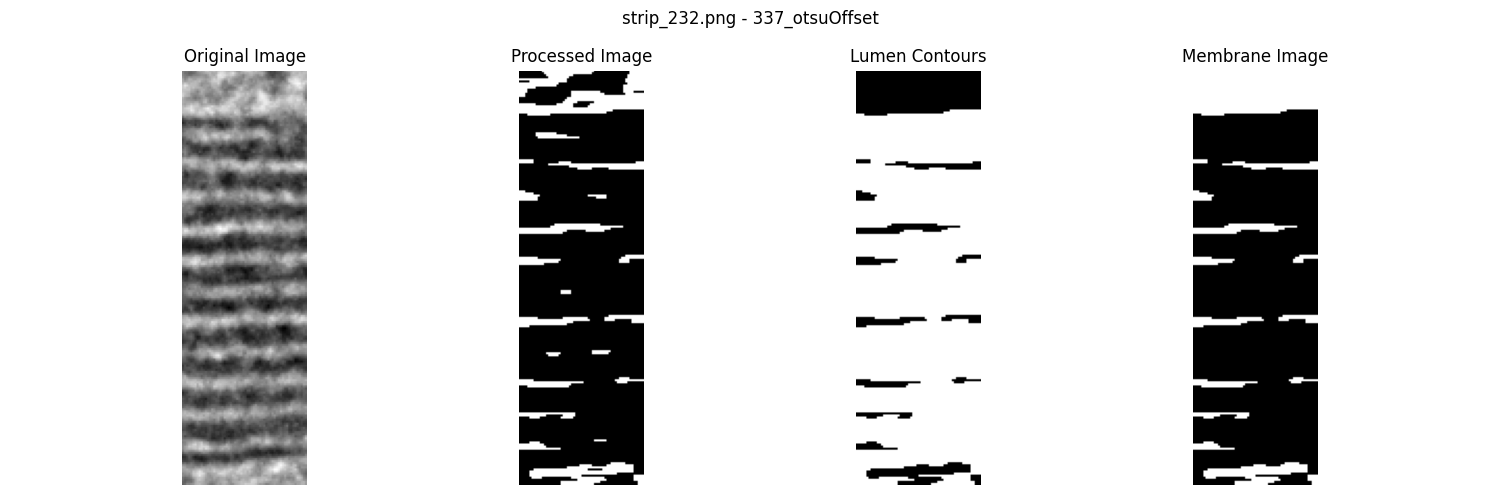 strip_232.png - 337_otsuOffset
Original Image
Processed Image
Lumen Contours
Membrane Image